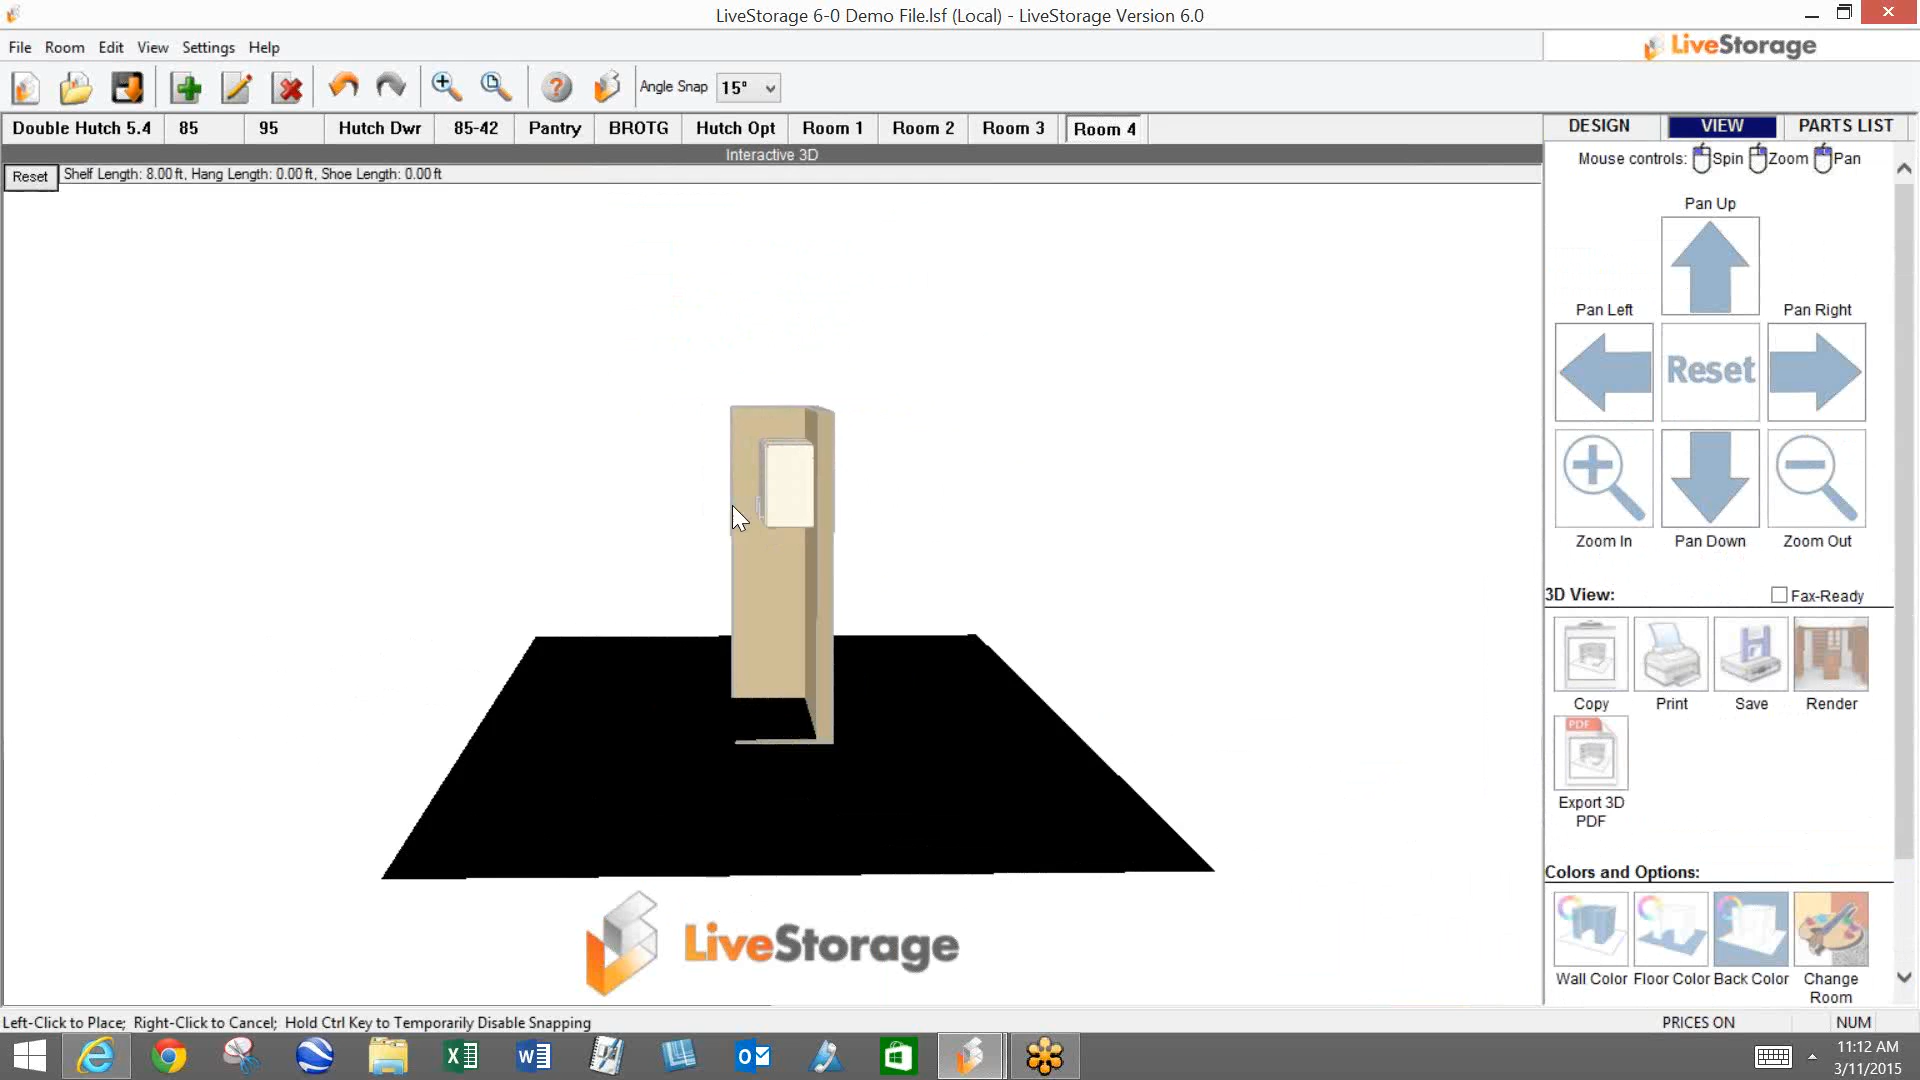 LiveStorage 6-0 Demo File.lsf (Local) - LiveStorage Version 6.0
File Room Edit View Settings Help
LiveStorage
Angle Snap 15°
Double Hutch 5.4 85 95 Hutch Dwr 85-42 Pantry BROTG Hutch Opt Room 1 Room 2 Room 3 Room 4
DESIGN VIEW PARTS LIST
Interactive 3D
Reset Shelf Length: 8.00 ft, Hang Length: 0.00 ft, Shoe Length: 0.00 ft
Mouse controls: Spin Zoom Pan
Pan Up
Pan Left Pan Right
Reset
Zoom In Pan Down Zoom Out
3D View: Fax-Ready
Copy Print Save Render
PDF
Export 3D
PDF
Colors and Options:
Wall Color Floor Color Back Color Change
Room
LiveStorage
Left-Click to Place; Right-Click to Cancel; Hold Ctrl Key to Temporarily Disable Snapping
PRICES ON NUM
11:12 AM
3/11/2015